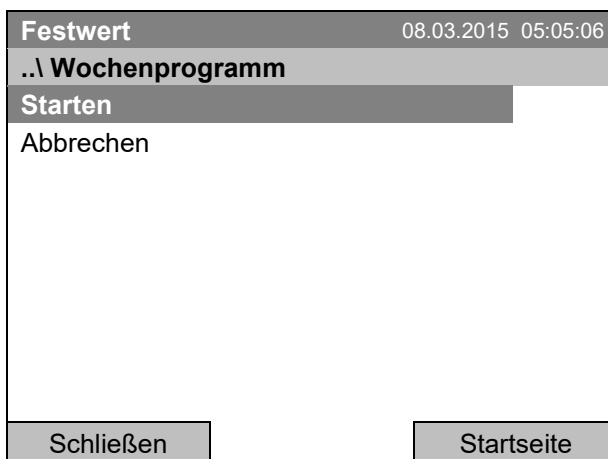 Festwert 08.03.2015 05:05:06
..\ Wochenprogramm
Starten
Abbrechen
Schließen Startseite